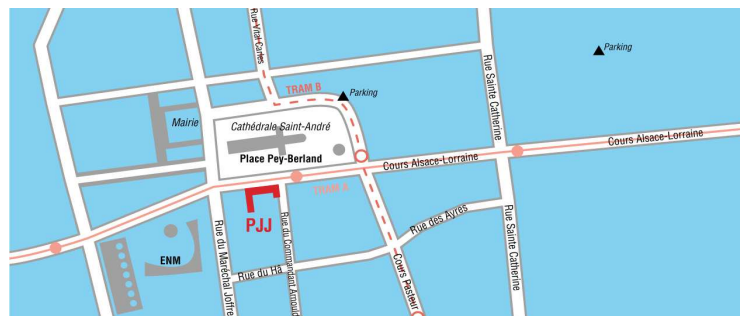 Rue Vital Carles
TRAM B
Parking
Parking
Mairie
Cathédrale Saint-André
Place Pey-Berland
Rue Sainte Catherine
Cours Alsace-Lorraine
Cours Alsace-Lorraine
TRAM A
PJJ
ENM
Rue du Maréchal Joffre
Rue du Commandant Arnould
Rue du Hâ
Rue des Ayres
Cours Pasteur
Rue Sainte Catherine